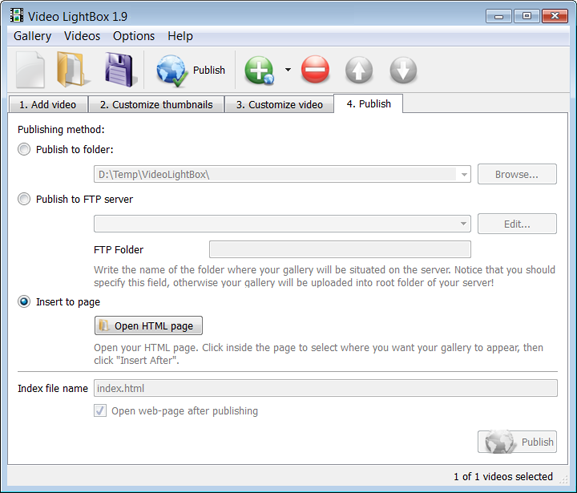 Video LightBox 1.9
Gallery Videos Options Help
Publish
1. Add video 2. Customize thumbnails 3. Customize video 4. Publish
Publishing method:
Publish to folder:
D:\Temp\VideoLightBox\ Browse...
Publish to FTP server
Edit...
FTP Folder
Write the name of the folder where your gallery will be situated on the server. Notice that you should
specify this field, otherwise your gallery will be uploaded into root folder of your server!
Insert to page
Open HTML page
Open your HTML page. Click inside the page to select where you want your gallery to appear, then
click "Insert After".
Index file name index.html
Open web-page after publishing
Publish
1 of 1 videos selected